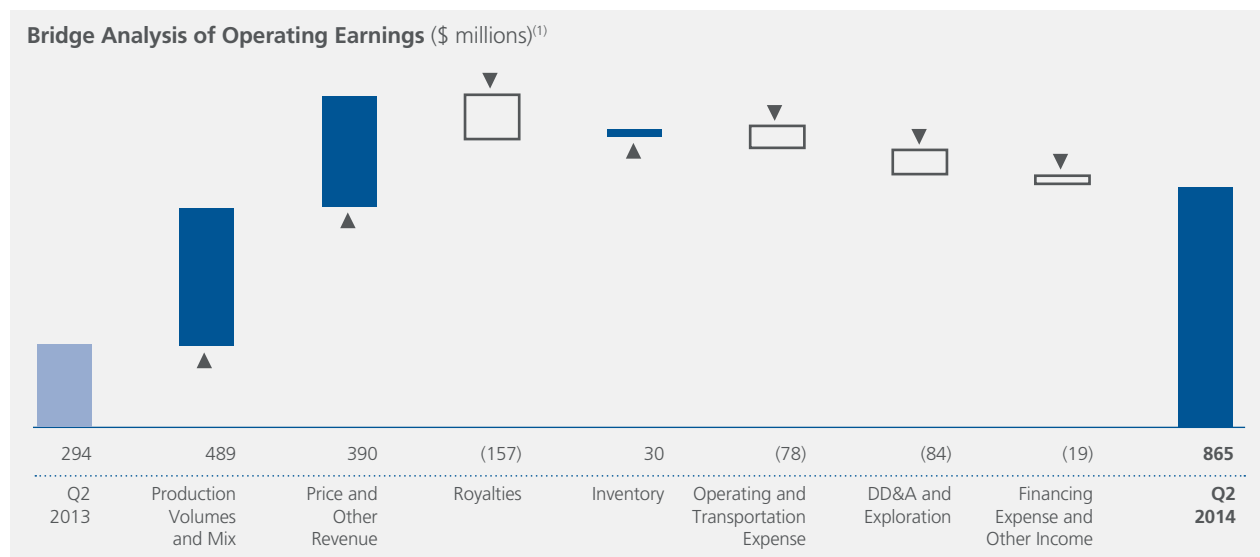 Bridge Analysis of Operating Earnings ($ millions)(1)
294 489 390 (157) 30 (78) (84) (19) 865
Q2 Production Price and Royalties Inventory Operating and DD&A and Financing Q2
2013 Volumes Other Transportation Exploration Expense and 2014
and Mix Revenue Expense Other Income